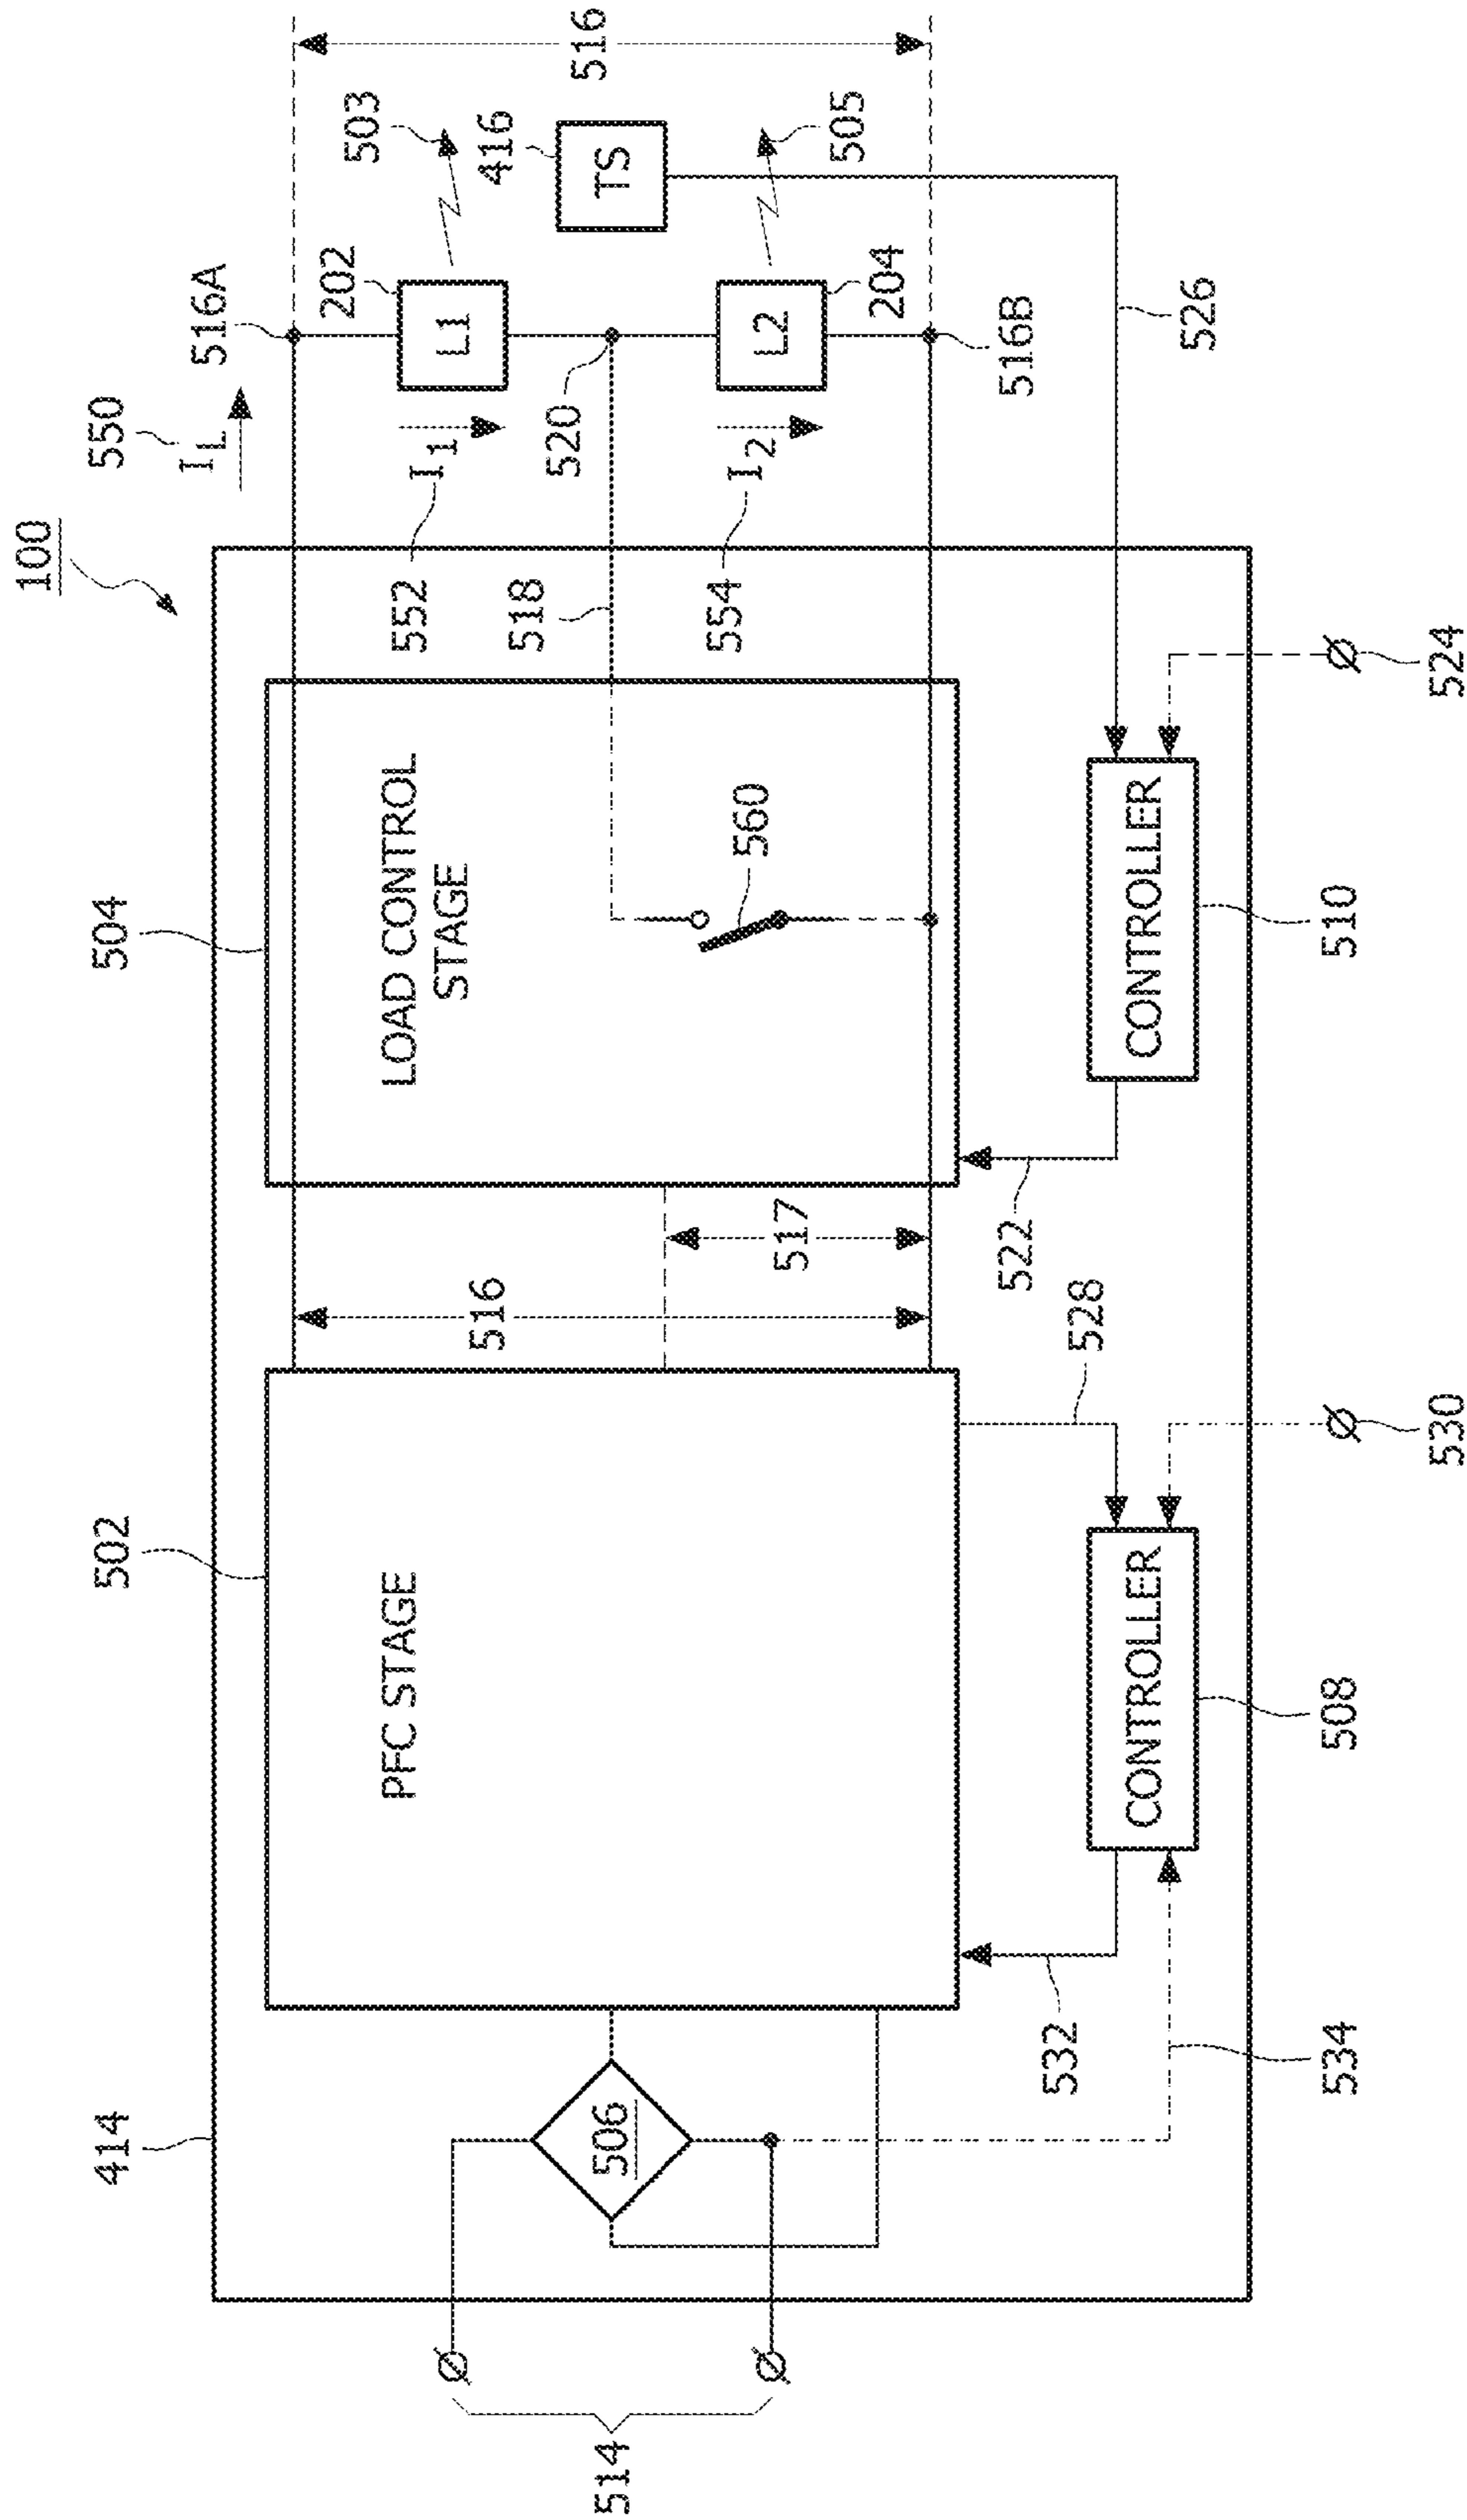 100
550
I_L
516A
503
416
TS
516
202
L1
552
I_1
520
518
204
L2
505
554
I_2
516B
526
414
502
504
PFC STAGE
LOAD CONTROL
STAGE
560
516
517
514
506
532
528
522
CONTROLLER
CONTROLLER
534
508
530
510
524